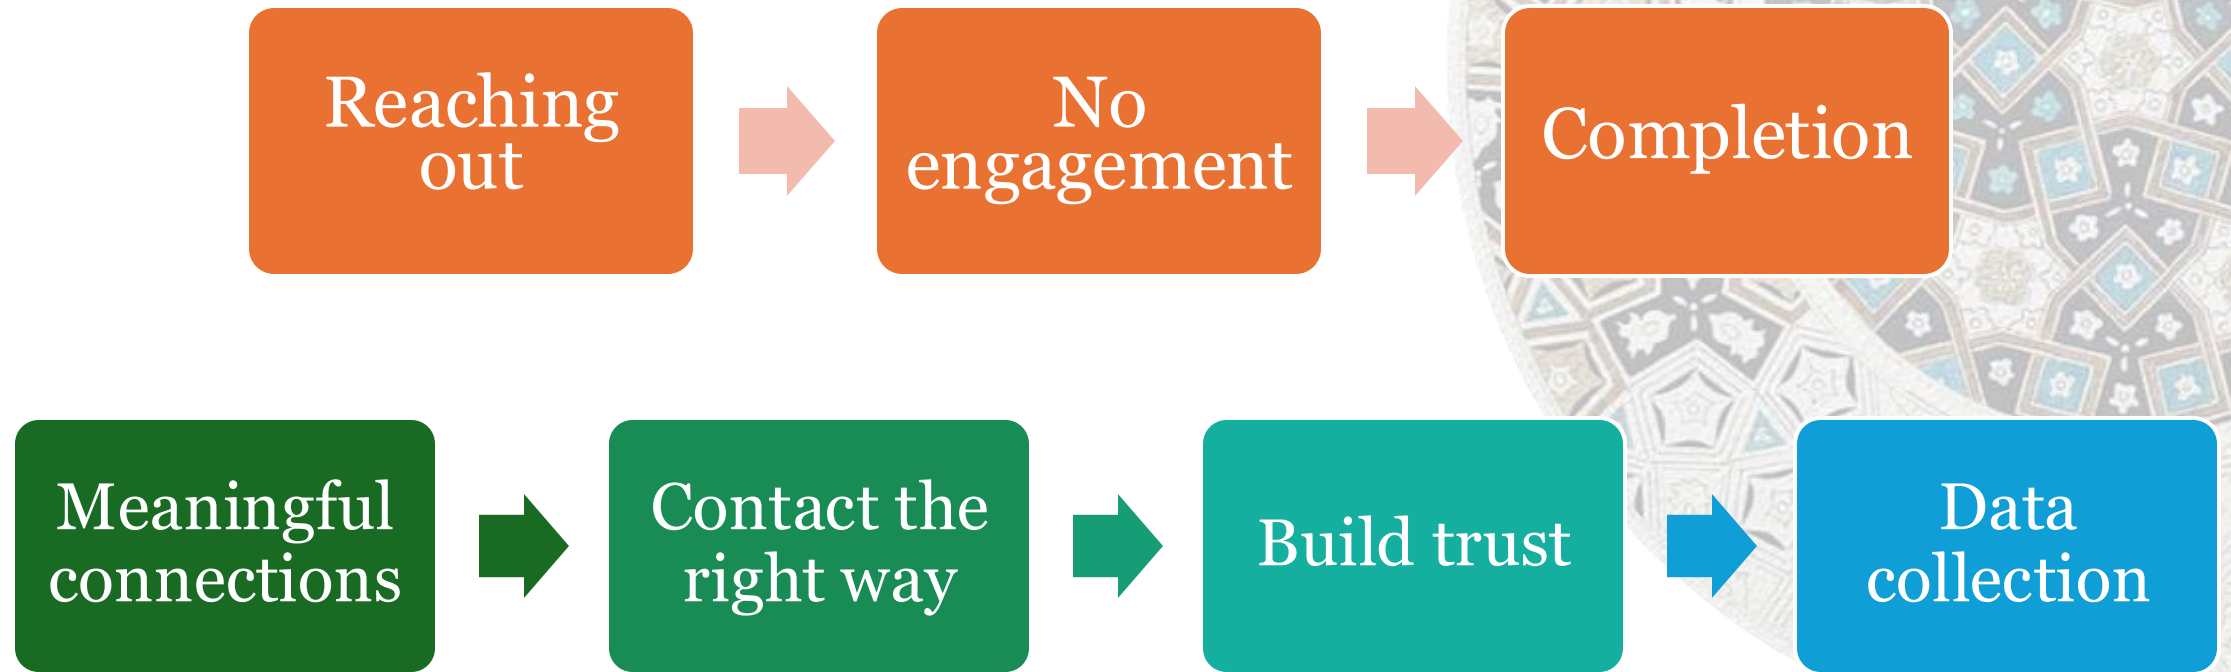 Reaching
out
No
engagement
Completion
Meaningful
connections
Contact the
right way
Build trust
Data
collection